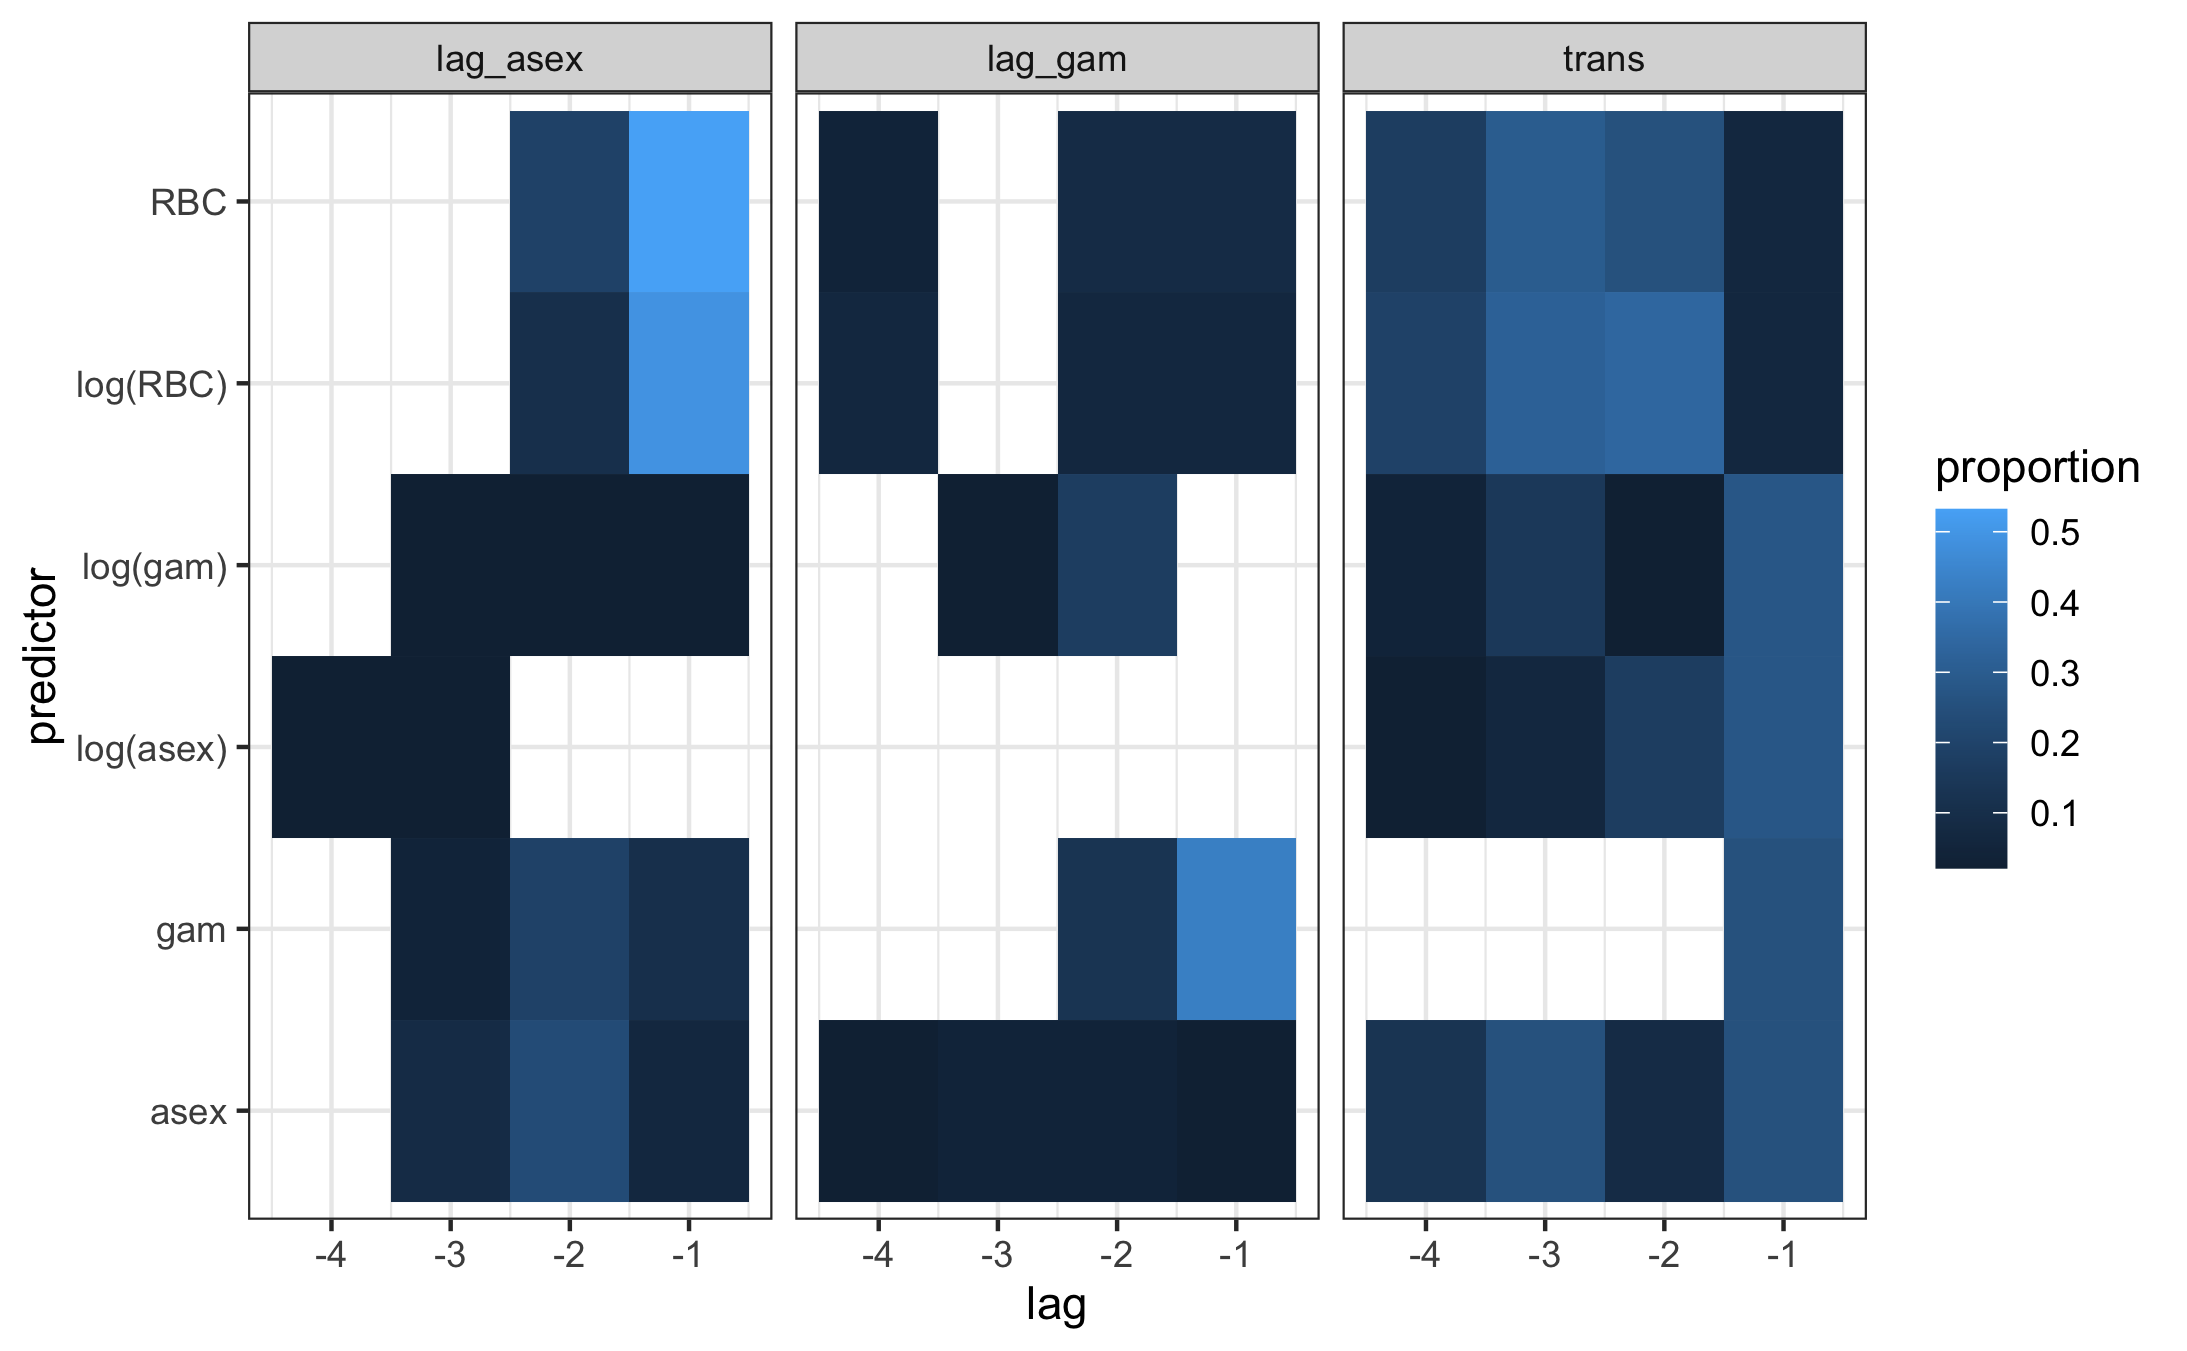 lag_asex lag_gam trans
RBC
log(RBC)
log(gam)
log(asex)
gam
asex
predictor
-4 -3 -2 -1 -4 -3 -2 -1 -4 -3 -2 -1
lag
proportion
0.5
0.4
0.3
0.2
0.1